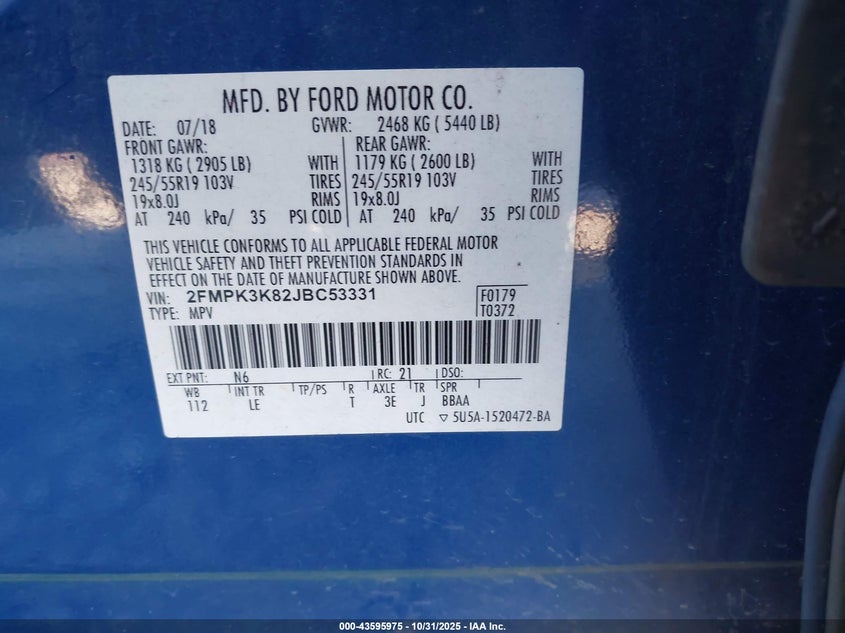 MFD. BY FORD MOTOR CO.
DATE: 07/18 GVWR: 2468 KG ( 5440 LB)
FRONT GAWR: REAR GAWR:
1318 KG ( 2905 LB) WITH 1179 KG ( 2600 LB) WITH
245/55R19 103V TIRES 245/55R19 103V TIRES
19x8.0J RIMS 19x8.0J RIMS
AT 240 kPa/ 35 PSI COLD AT 240 kPa/ 35 PSI COLD
THIS VEHICLE CONFORMS TO ALL APPLICABLE FEDERAL MOTOR
VEHICLE SAFETY AND THEFT PREVENTION STANDARDS IN
EFFECT ON THE DATE OF MANUFACTURE SHOWN ABOVE.
VIN: 2FMPK3K82JBC53331 F0179
TYPE: MPV T0372
EXT PNT: N6 RC: 21 DSO:
WB INT TR TP/PS R AXLE TR SPR
112 LE T 3E J BBAA
UTC ▽ 5U5A-1520472-BA
000-43595975 | 10/31/2025 - IAA Inc.